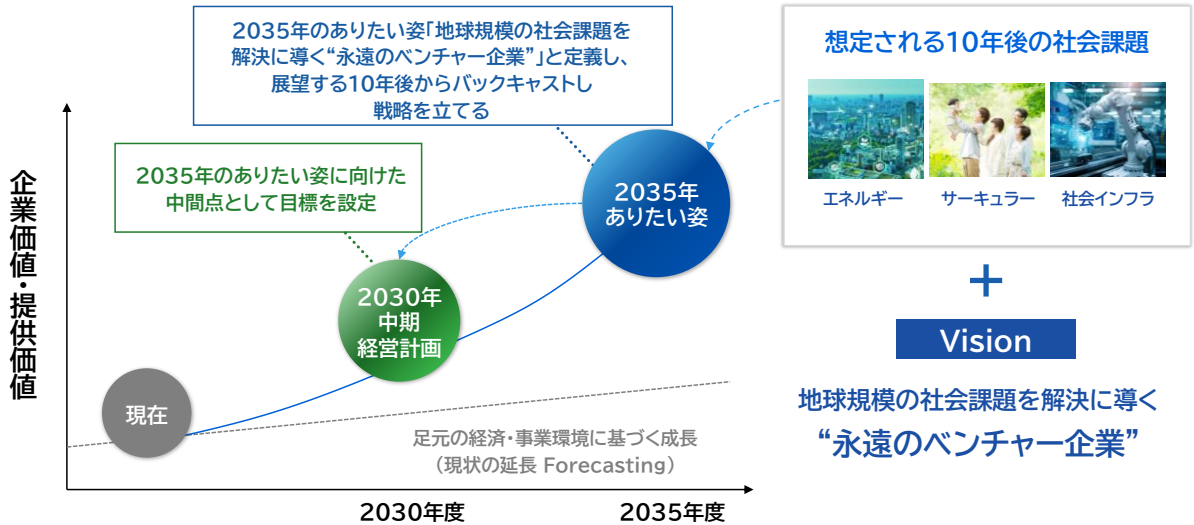 2035年のありたい姿「地球規模の社会課題を
解決に導く“永遠のベンチャー企業”」と定義し、
展望する10年後からバックキャストし
戦略を立てる
2035年のありたい姿に向けた
中間点として目標を設定
企業価値・提供価値
2035年
ありたい姿
2030年
中期
経営計画
現在
足元の経済・事業環境に基づく成長
（現状の延長 Forecasting）
2030年度
2035年度
想定される10年後の社会課題
エネルギー
サーキュラー
社会インフラ
+
Vision
地球規模の社会課題を解決に導く
“永遠のベンチャー企業”